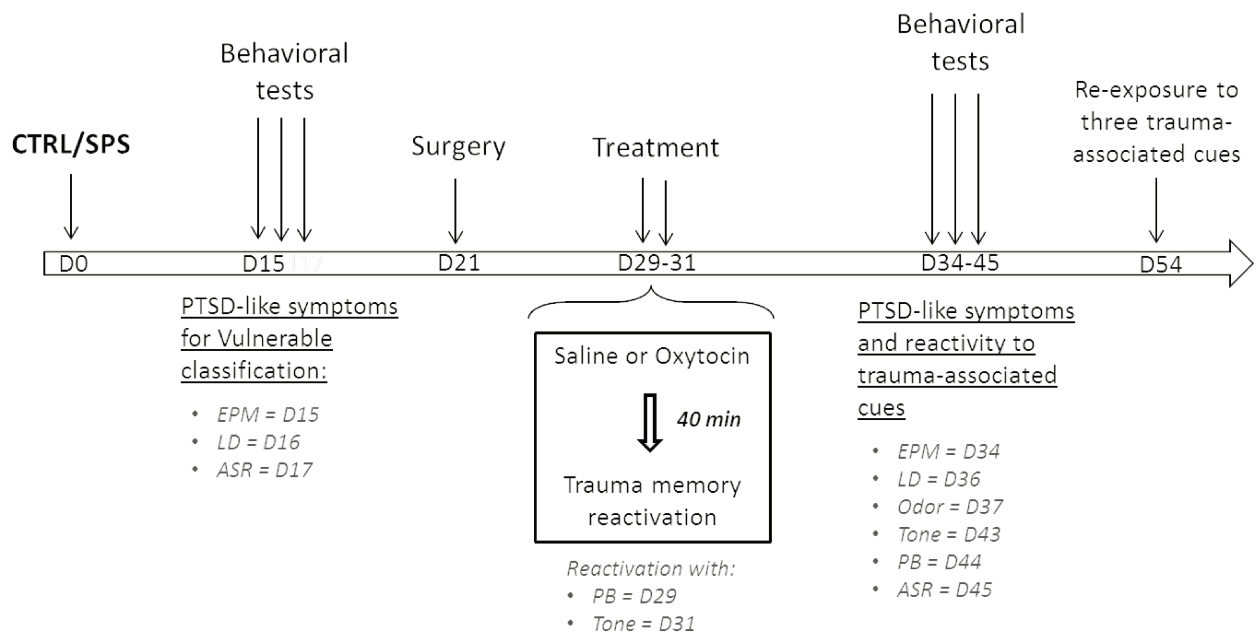 Behavioral
tests
CTRL/SPS
Surgery
Treatment
Behavioral
tests
Re-exposure to
three trauma-
associated cues
D0
D15
D21
D29-31
D34-45
D54
PTSD-like symptoms
for Vulnerable
classification:
• EPM = D15
• LD = D16
• ASR = D17
Saline or Oxytocin
40 min
Trauma memory
reactivation
Reactivation with:
• PB = D29
• Tone = D31
PTSD-like symptoms
and reactivity to
trauma-associated
cues
• EPM = D34
• LD = D36
• Odor = D37
• Tone = D43
• PB = D44
• ASR = D45